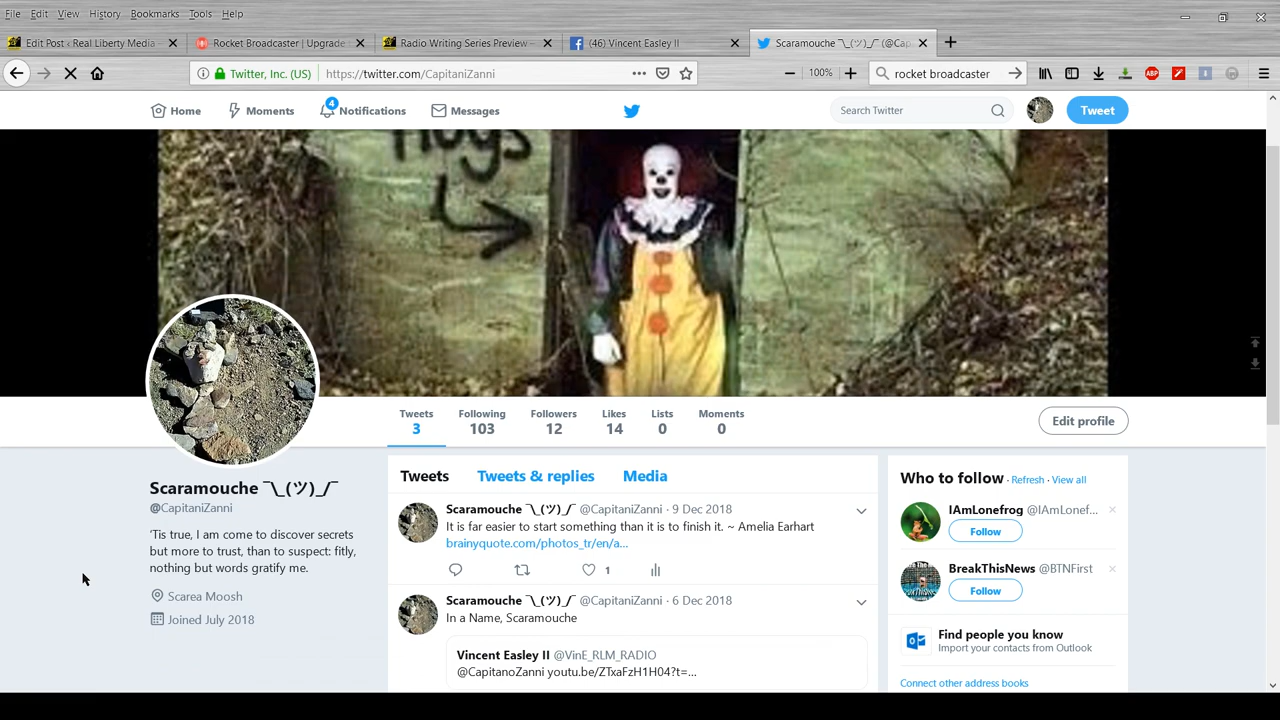 File Edit View History Bookmarks Tools Help
Edit Post ‹ Real Liberty Media –
Rocket Broadcaster | Upgrade
Radio Writing Series Preview –
(46) Vincent Easley II
Scaramouche ¯\_(ツ)_/¯ (@Cap
Twitter, Inc. (US) https://twitter.com/CapitaniZanni
100%
rocket broadcaster
ABP
4
Home Moments Notifications Messages
Search Twitter
Tweet
Hugs
Tweets Following Followers Likes Lists Moments
3 103 12 14 0 0
Edit profile
Scaramouche ¯\_(ツ)_/¯
@CapitaniZanni
'Tis true, I am come to discover secrets
but more to trust, than to suspect: fitly,
nothing but words gratify me.
Scarea Moosh
Joined July 2018
Tweets Tweets & replies Media
Scaramouche ¯\_(ツ)_/¯ @CapitaniZanni · 9 Dec 2018
It is far easier to start something than it is to finish it. ~ Amelia Earhart
brainyquote.com/photos_tr/en/a...
1
Scaramouche ¯\_(ツ)_/¯ @CapitaniZanni · 6 Dec 2018
In a Name, Scaramouche
Vincent Easley II @VinE_RLM_RADIO
@CapitanoZanni youtu.be/ZTxaFzH1H04?t=...
Who to follow · Refresh · View all
IAmLonefrog @IAmLonef...
Follow
BreakThisNews @BTNFirst
Follow
Find people you know
Import your contacts from Outlook
Connect other address books